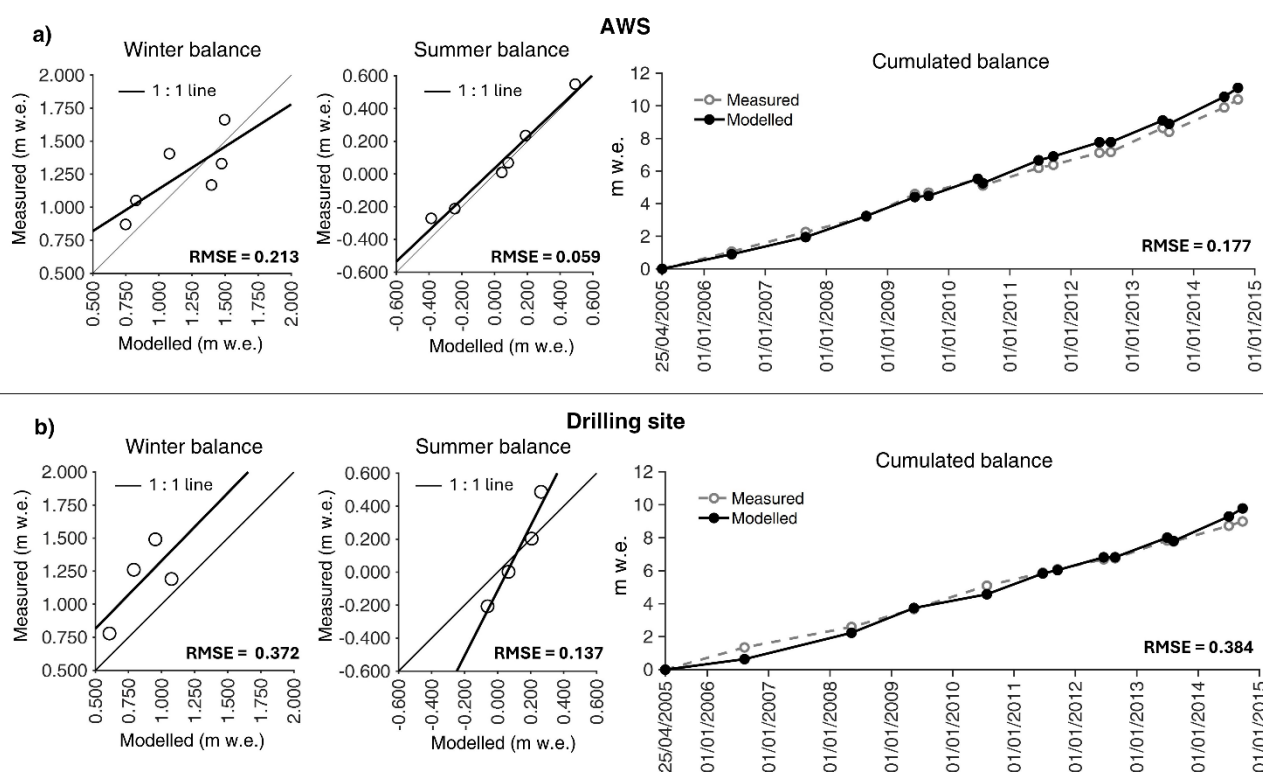 AWS
a)
Winter balance
2.000
1.750
1.500
1.250
1.000
0.750
0.500
Measured (m w.e.)
1 : 1 line
RMSE = 0.213
0.500
0.750
1.000
1.250
1.500
1.750
2.000
Modelled (m w.e.)
Summer balance
0.600
0.400
0.200
0.000
-0.200
-0.400
-0.600
Measured (m w.e.)
1 : 1 line
RMSE = 0.059
-0.600
-0.400
-0.200
0.000
0.200
0.400
0.600
Modelled (m w.e.)
Cumulated balance
12
10
8
6
4
2
0
m w.e.
Measured
Modelled
RMSE = 0.177
25/04/2005
01/01/2006
01/01/2007
01/01/2008
01/01/2009
01/01/2010
01/01/2011
01/01/2012
01/01/2013
01/01/2014
01/01/2015
Drilling site
b)
Winter balance
2.000
1.750
1.500
1.250
1.000
0.750
0.500
Measured (m w.e.)
1 : 1 line
RMSE = 0.372
0.500
0.750
1.000
1.250
1.500
1.750
2.000
Modelled (m w.e.)
Summer balance
0.600
0.400
0.200
0.000
-0.200
-0.400
-0.600
Measured (m w.e.)
1 : 1 line
RMSE = 0.137
-0.600
-0.400
-0.200
0.000
0.200
0.400
0.600
Modelled (m w.e.)
Cumulated balance
12
10
8
6
4
2
0
m w.e.
Measured
Modelled
RMSE = 0.384
25/04/2005
01/01/2006
01/01/2007
01/01/2008
01/01/2009
01/01/2010
01/01/2011
01/01/2012
01/01/2013
01/01/2014
01/01/2015